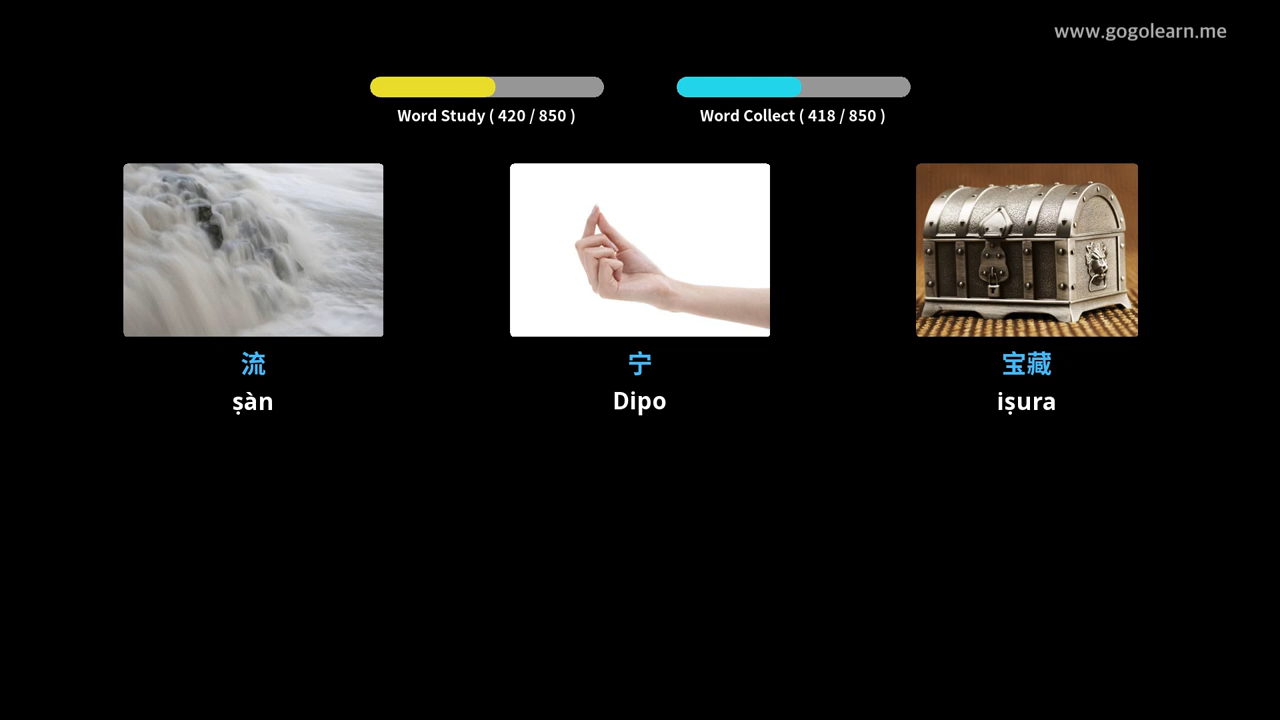 www.gogolearn.me
Word Study ( 420 / 850 )
Word Collect ( 418 / 850 )
流
ṣàn
宁
Dipo
宝藏
iṣura